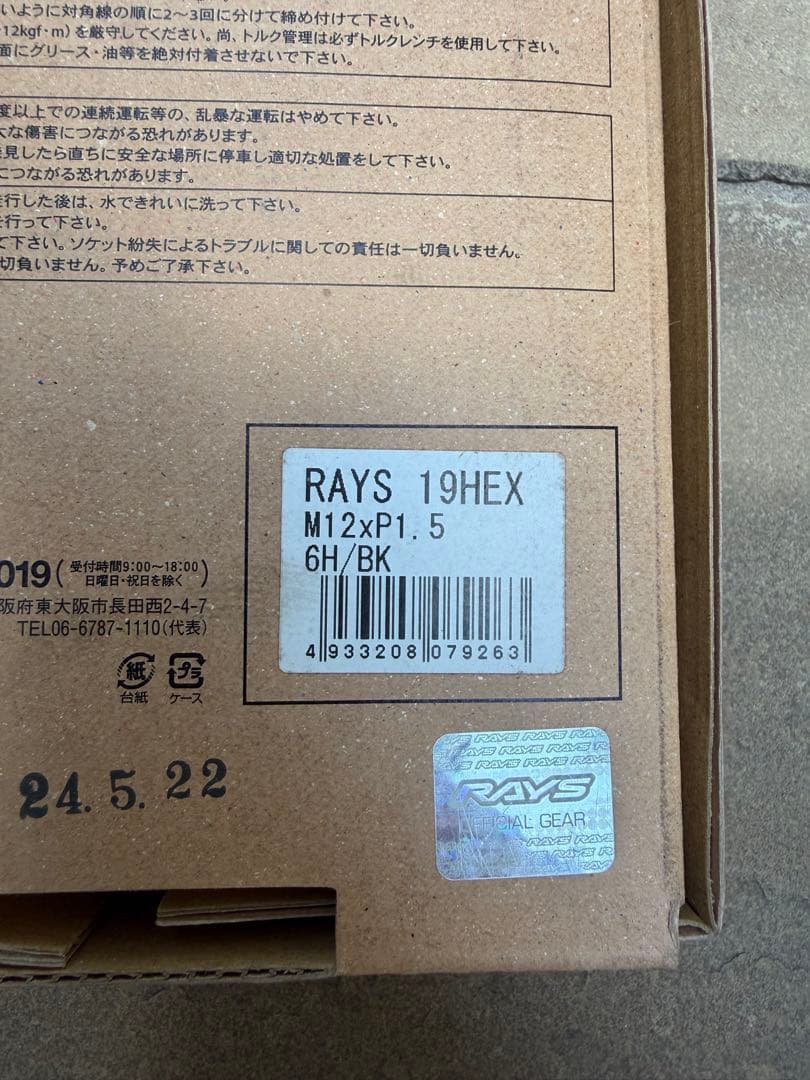 いように対角線の順に2〜3回に分けて締め付けて下さい。
12kgf・m)を厳守してください。尚、トルク管理は必ずトルクレンチを使用して下さい。
面にグリース・油等を絶対付着させないで下さい。
度以上での連続運転等の、乱暴な運転はやめて下さい。
大な傷害につながる恐れがあります。
見したら直ちに安全な場所に停車し適切な処置をして下さい。
につながる恐れがあります。
行した後は、水できれいに洗って下さい。
を行って下さい。
て下さい。ソケット紛失によるトラブルに関しての責任は一切負いません。
切負いません。予めご了承下さい。
RAYS 19HEX
M12xP1.5
6H/BK
4 933208 079263
019(受付時間9:00〜18:00
日曜日・祝日を除く)
阪府東大阪市長田西2-4-7
TEL06-6787-1110(代表)
紙 プラ
台紙 ケース
24.5.22
RAYS RAYS RAYS
RAYS RAYS RAYS RAYS
RAYS
OFFICIAL GEAR
RAYS RAYS